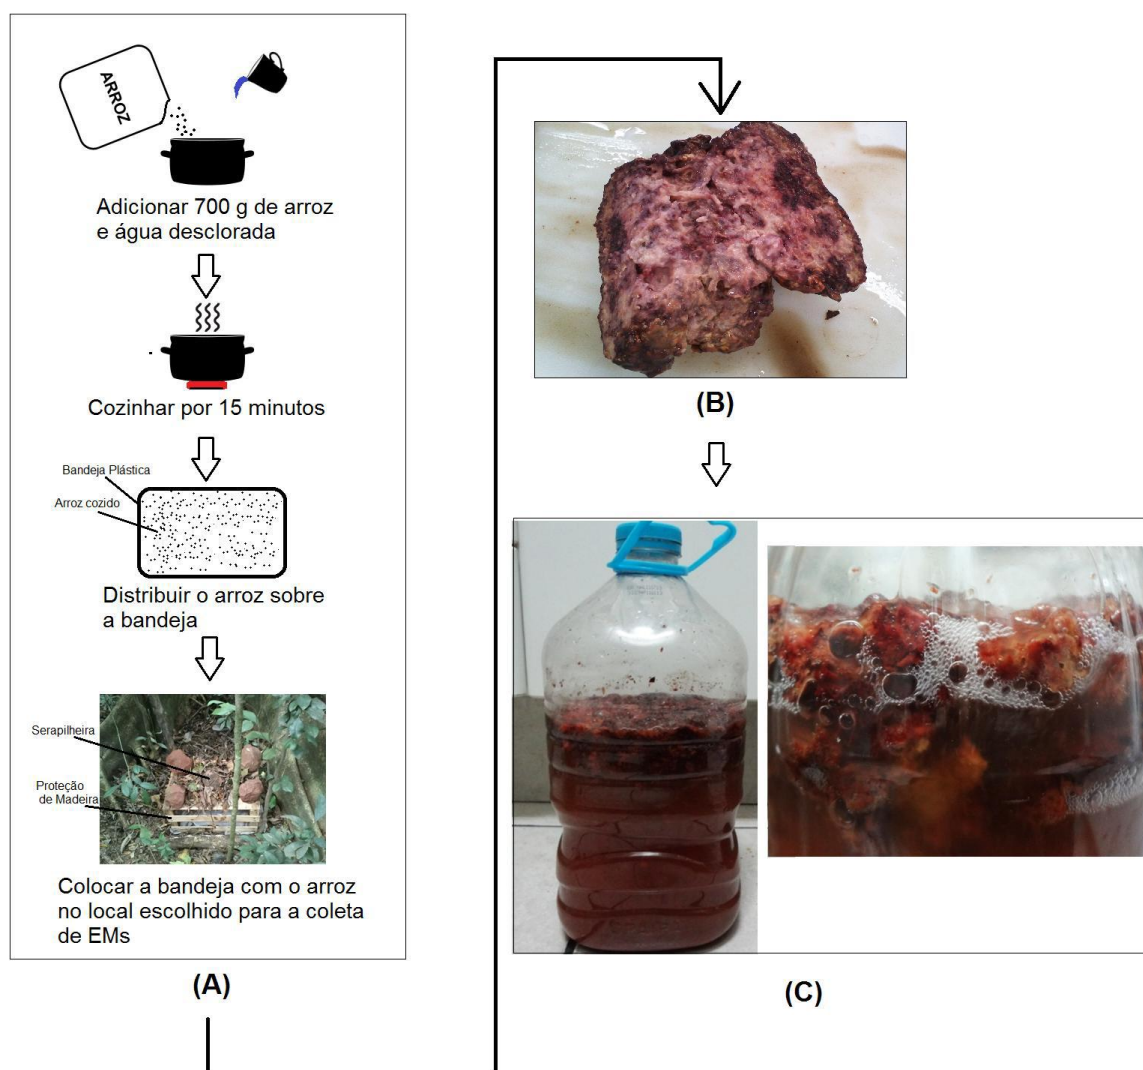 ARROZ
Adicionar 700 g de arroz
e água desclorada
Cozinhar por 15 minutos
Bandeja Plástica
Arroz cozido
Distribuir o arroz sobre
a bandeja
Serapilheira
Proteção
de Madeira
Colocar a bandeja com o arroz
no local escolhido para a coleta
de EMs
(A)
(B)
(C)